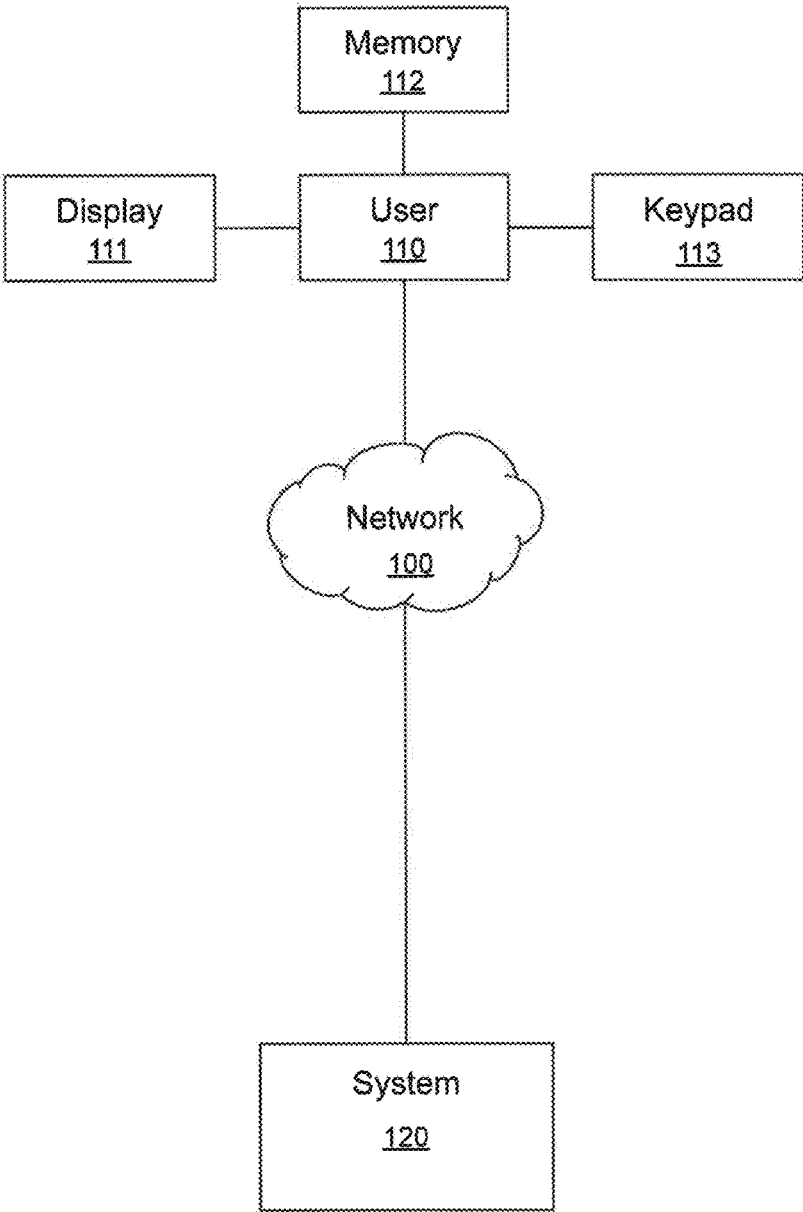 Memory
112
Display
111
User
110
Keypad
113
Network
100
System
120